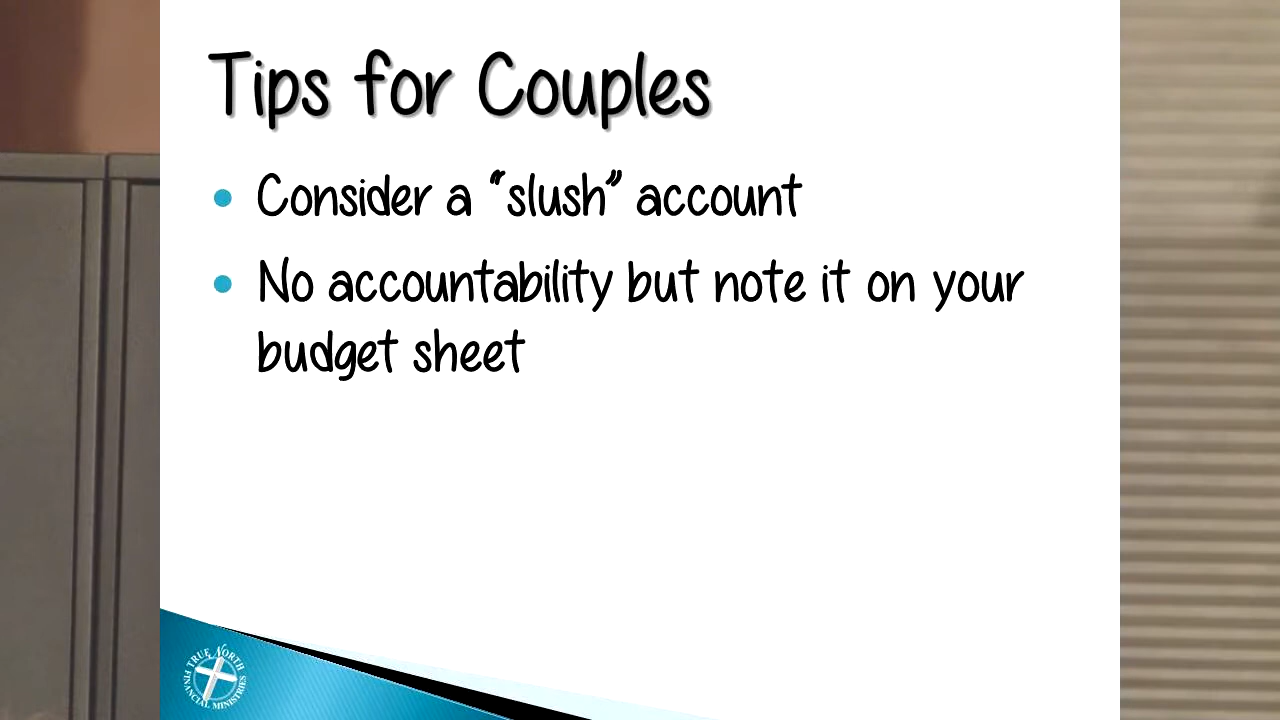 Tips for Couples
Consider a “slush” account
No accountability but note it on your
budget sheet
TRUE NORTH
FINANCIAL MINISTRIES